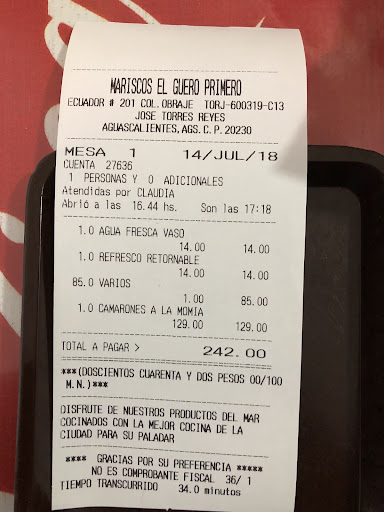 MARISCOS EL GUERO PRIMERO
ECUADOR # 201 COL. OBRAJE TORJ-600319-C13
JOSE TORRES REYES
AGUASCALIENTES, AGS. C.P. 20230
MESA 1 14/JUL/18
CUENTA 27636
1 PERSONAS Y 0 ADICIONALES
Atendidas por CLAUDIA
Abrió a las 16.44 hs. Son las 17:18
1.0 AGUA FRESCA VASO
14.00 14.00
1.0 REFRESCO RETORNABLE
14.00 14.00
85.0 VARIOS
1.00 85.00
1.0 CAMARONES A LA MOMIA
129.00 129.00
TOTAL A PAGAR > 242.00
***(DOSCIENTOS CUARENTA Y DOS PESOS 00/100
M.N.)***
DISFRUTE DE NUESTROS PRODUCTOS DEL MAR
COCINADOS CON LA MEJOR COCINA DE LA
CIUDAD PARA SU PALADAR
**** GRACIAS POR SU PREFERENCIA *****
NO ES COMPROBANTE FISCAL 36/ 1
TIEMPO TRANSCURRIDO 34.0 minutos